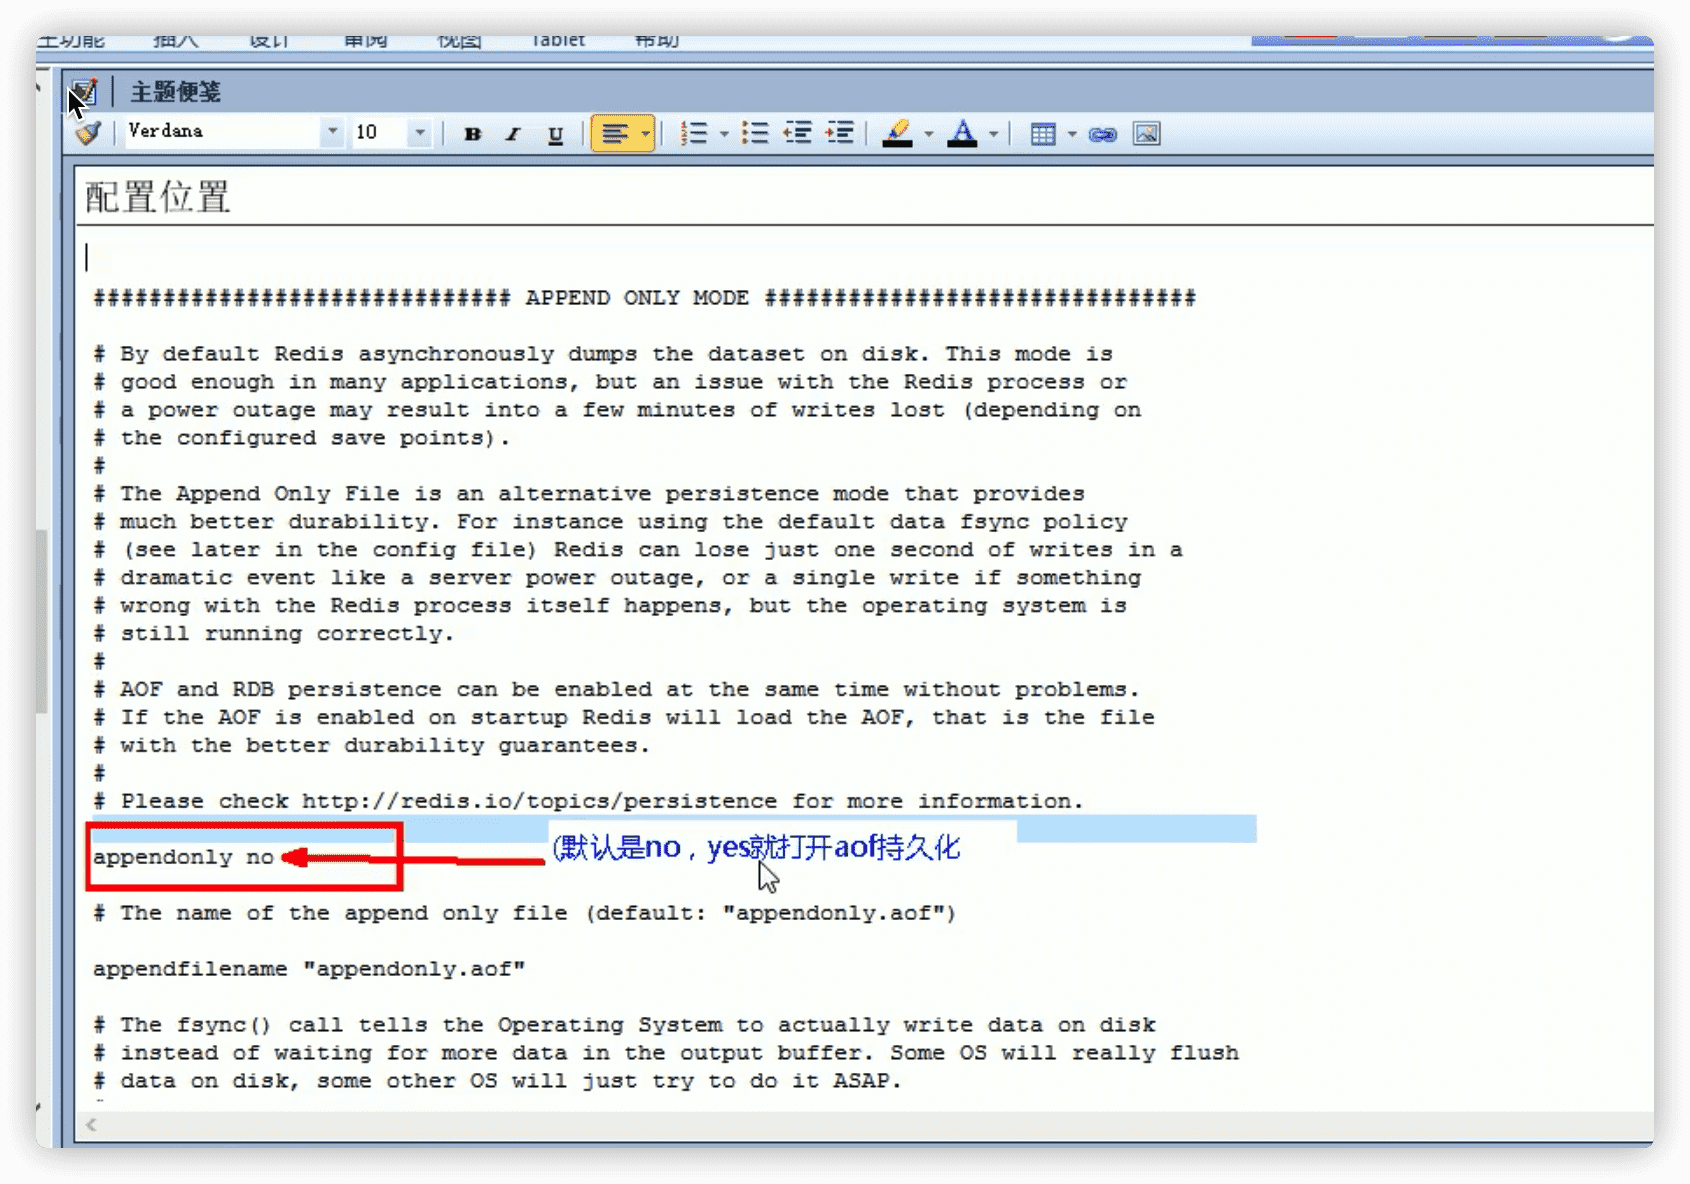 主功能 插入 设计 审阅 视图 Tablet 帮助
主题便笺
Verdana 10 B I U A
配置位置
############################## APPEND ONLY MODE ###############################
# By default Redis asynchronously dumps the dataset on disk. This mode is
# good enough in many applications, but an issue with the Redis process or
# a power outage may result into a few minutes of writes lost (depending on
# the configured save points).
#
# The Append Only File is an alternative persistence mode that provides
# much better durability. For instance using the default data fsync policy
# (see later in the config file) Redis can lose just one second of writes in a
# dramatic event like a server power outage, or a single write if something
# wrong with the Redis process itself happens, but the operating system is
# still running correctly.
#
# AOF and RDB persistence can be enabled at the same time without problems.
# If the AOF is enabled on startup Redis will load the AOF, that is the file
# with the better durability guarantees.
#
# Please check http://redis.io/topics/persistence for more information.
appendonly no (默认是no，yes就打开aof持久化
# The name of the append only file (default: "appendonly.aof")
appendfilename "appendonly.aof"
# The fsync() call tells the Operating System to actually write data on disk
# instead of waiting for more data in the output buffer. Some OS will really flush
# data on disk, some other OS will just try to do it ASAP.